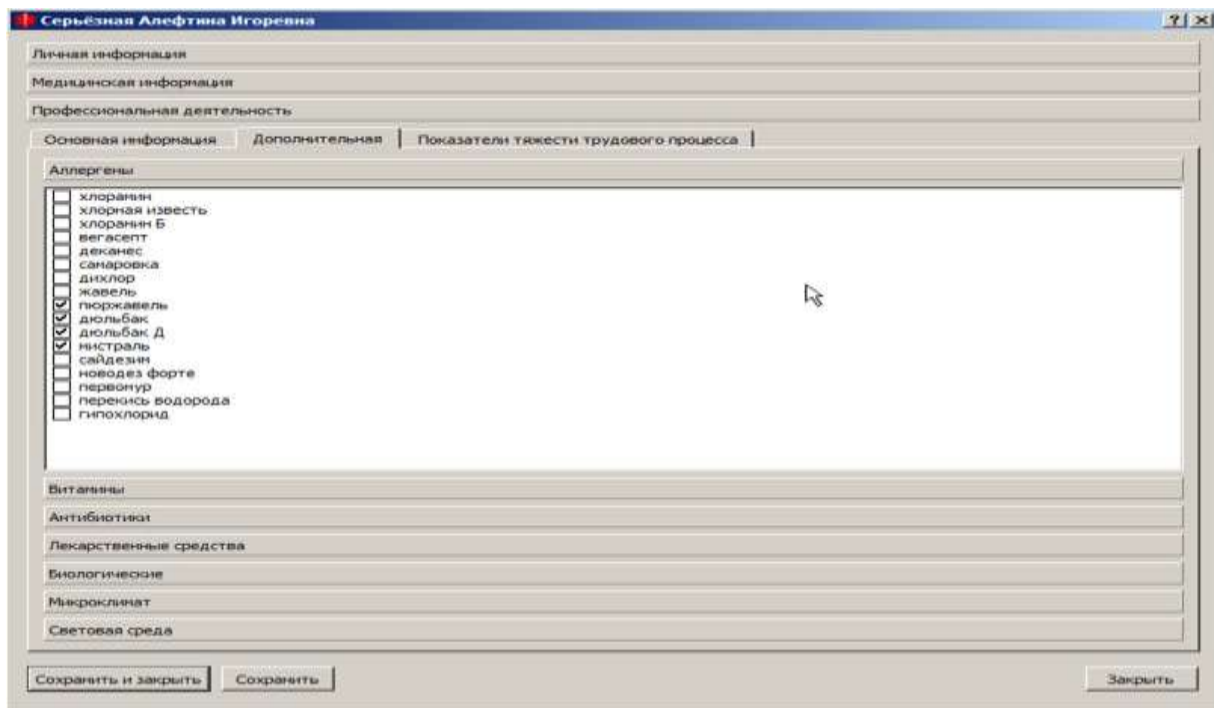 Серьёзная Алефтина Игоревна
Личная информация
Медицинская информация
Профессиональная деятельность
Основная информация Дополнительная Показатели тяжести трудового процесса
Аллергены
хлорамин
хлорная известь
хлорамин Б
вегасепт
деканес
самаровка
дихлор
жавель
пюржавель
дюльбак
дюльбак Д
мистраль
сайдезим
новодез форте
первомур
перекись водорода
гипохлорид
Витамины
Антибиотики
Лекарственные средства
Биологические
Микроклимат
Световая среда
Сохранить и закрыть Сохранить Закрыть